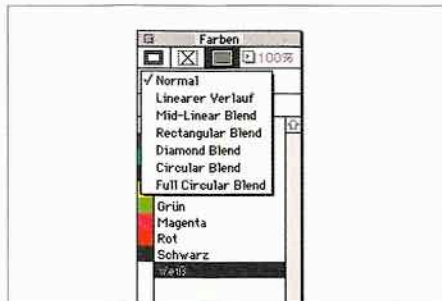 Farben
100%
✓ Normal
Linearer Verlauf
Mid-Linear Blend
Rectangular Blend
Diamond Blend
Circular Blend
Full Circular Blend
Grün
Magenta
Rot
Schwarz
Weiß